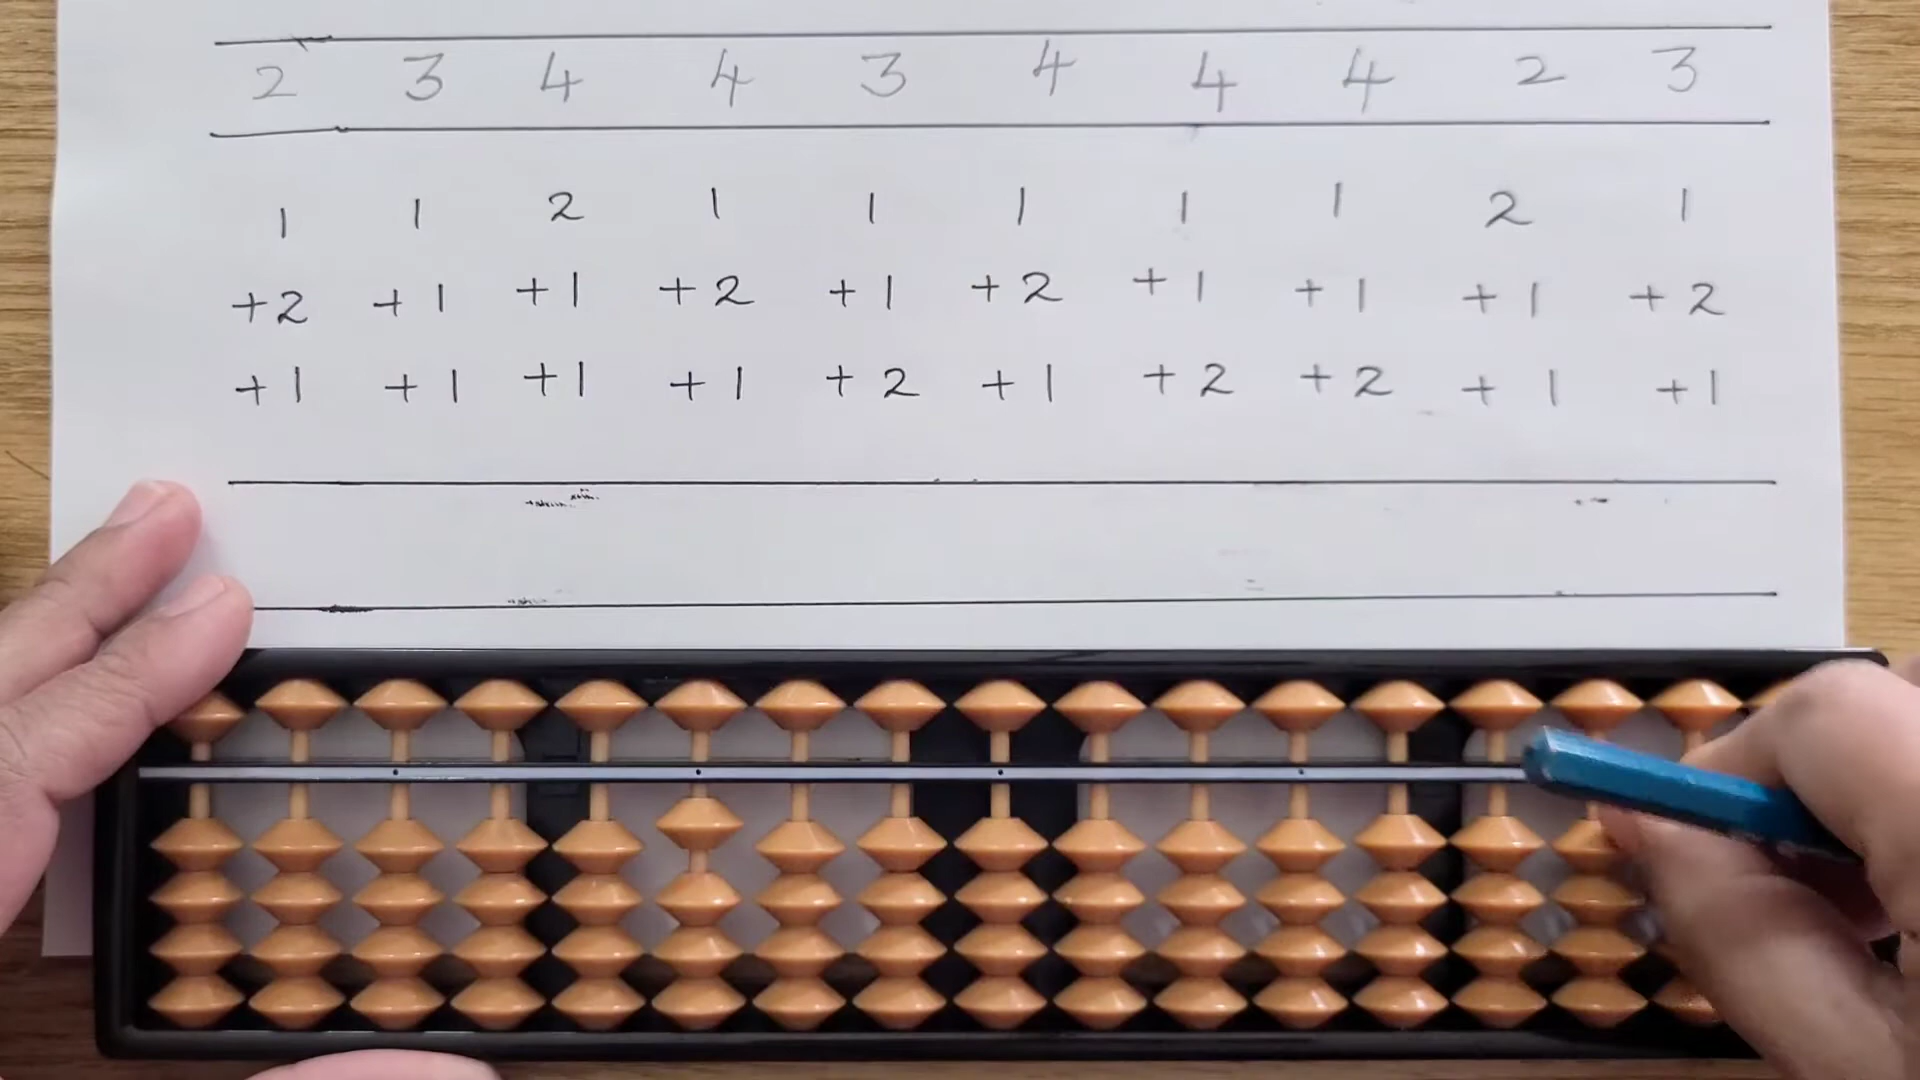 2 3 4 4 3 4 4 4 2 3
1 1 2 1 1 1 1 1 2 1
+2 +1 +1 +2 +1 +2 +1 +1 +1 +2
+1 +1 +1 +1 +2 +1 +2 +2 +1 +1